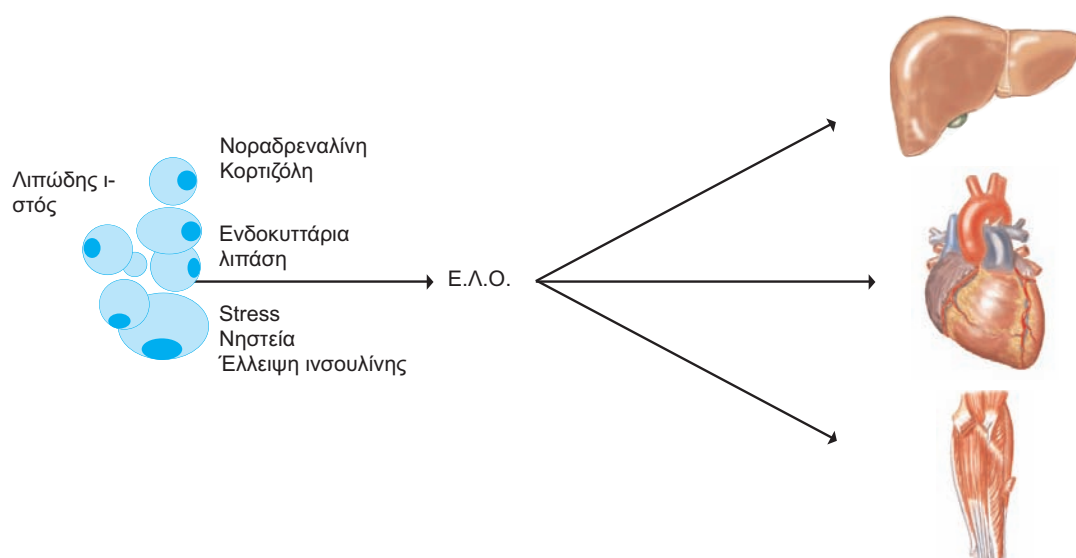 Λιπώδης ι-
στός
Νοραδρεναλίνη
Κορτιζόλη
Ενδοκυττάρια
λιπάση
Stress
Νηστεία
Έλλειψη ινσουλίνης
Ε.Λ.Ο.